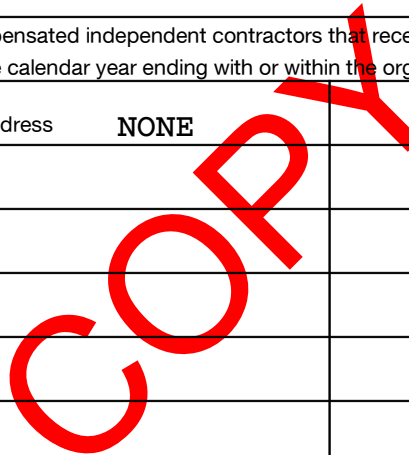 pensated independent contractors that rece
e calendar year ending with or within the org
dress NONE
COPY